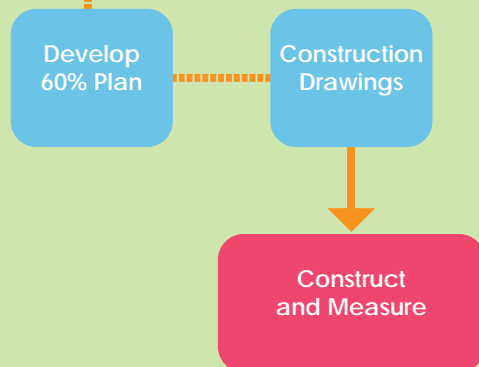 Develop
60% Plan
Construction
Drawings
Construct
and Measure